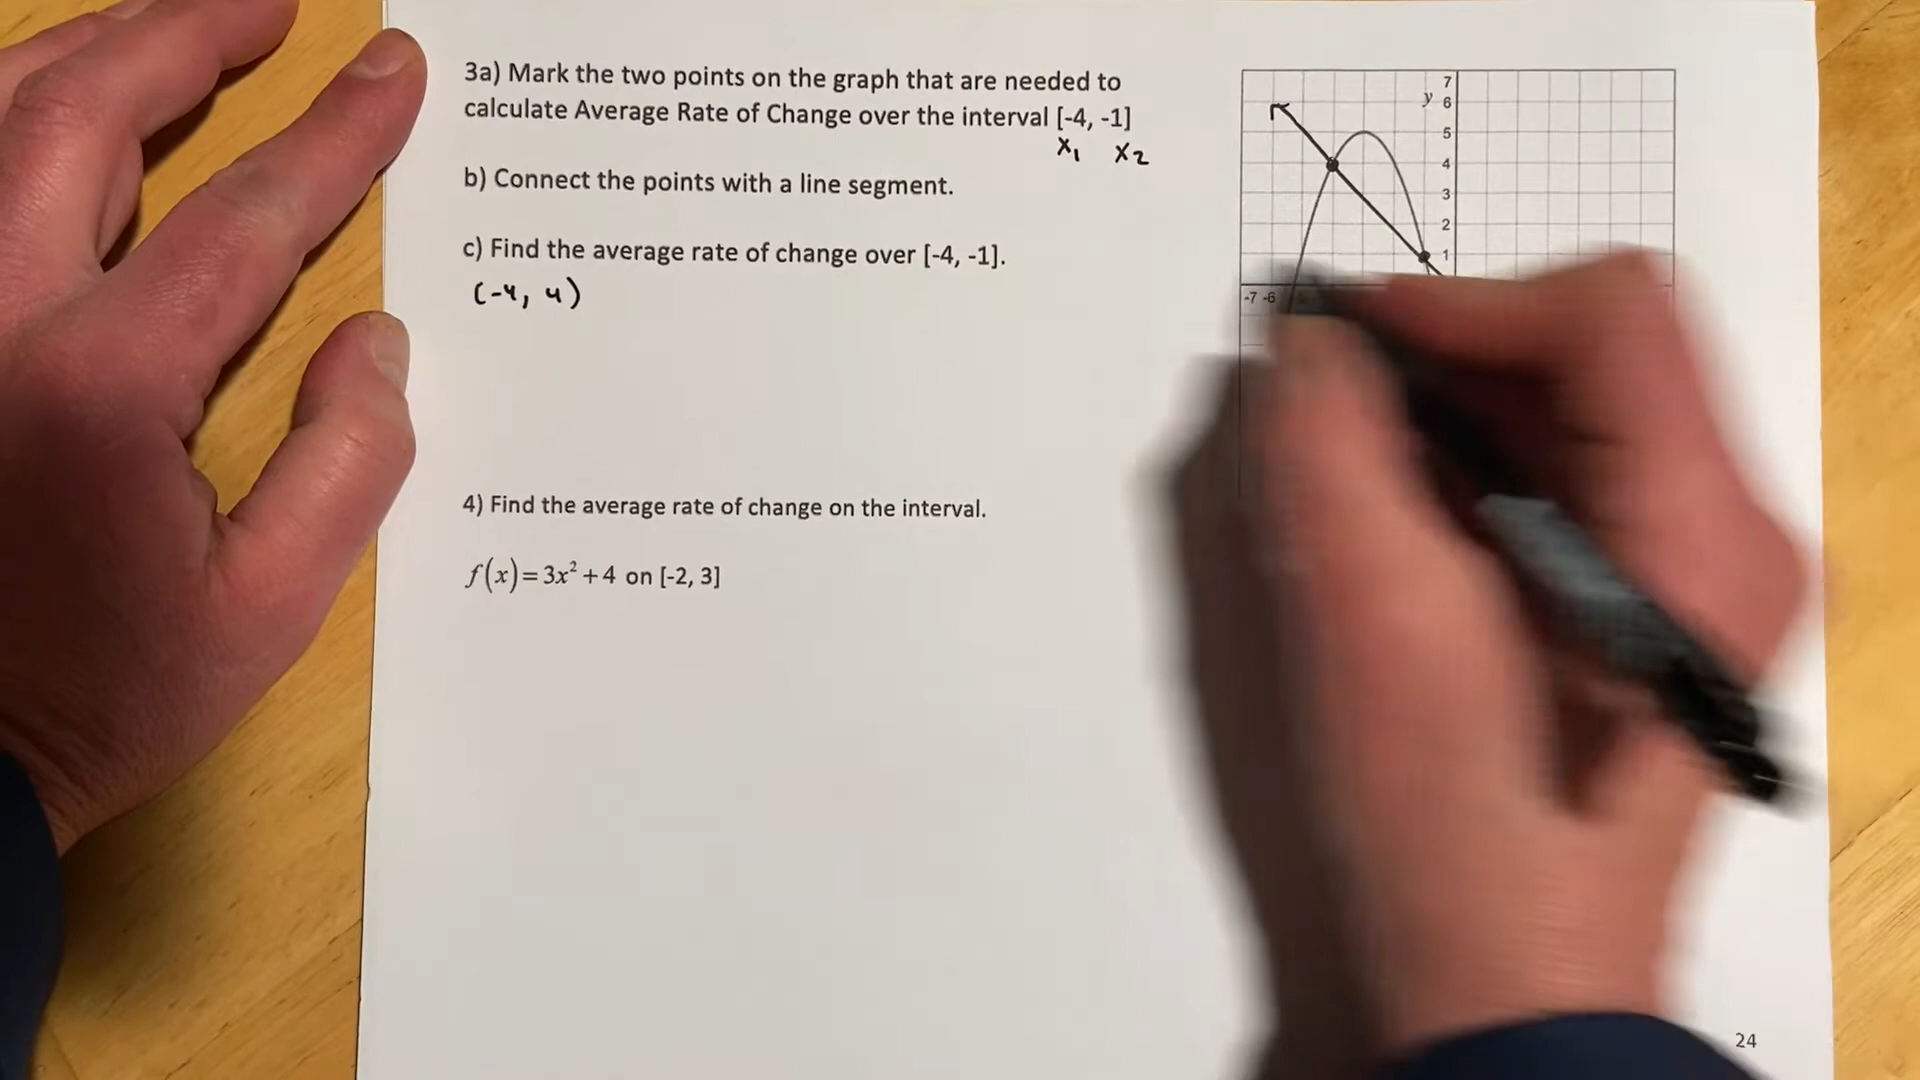 3a) Mark the two points on the graph that are needed to
calculate Average Rate of Change over the interval [-4, -1]
x₁ x₂
b) Connect the points with a line segment.
c) Find the average rate of change over [-4, -1].
(-4, 4)
4) Find the average rate of change on the interval.
f(x)=3x²+4 on [-2, 3]
7
y 6
5
4
3
2
1
-7 -6
24